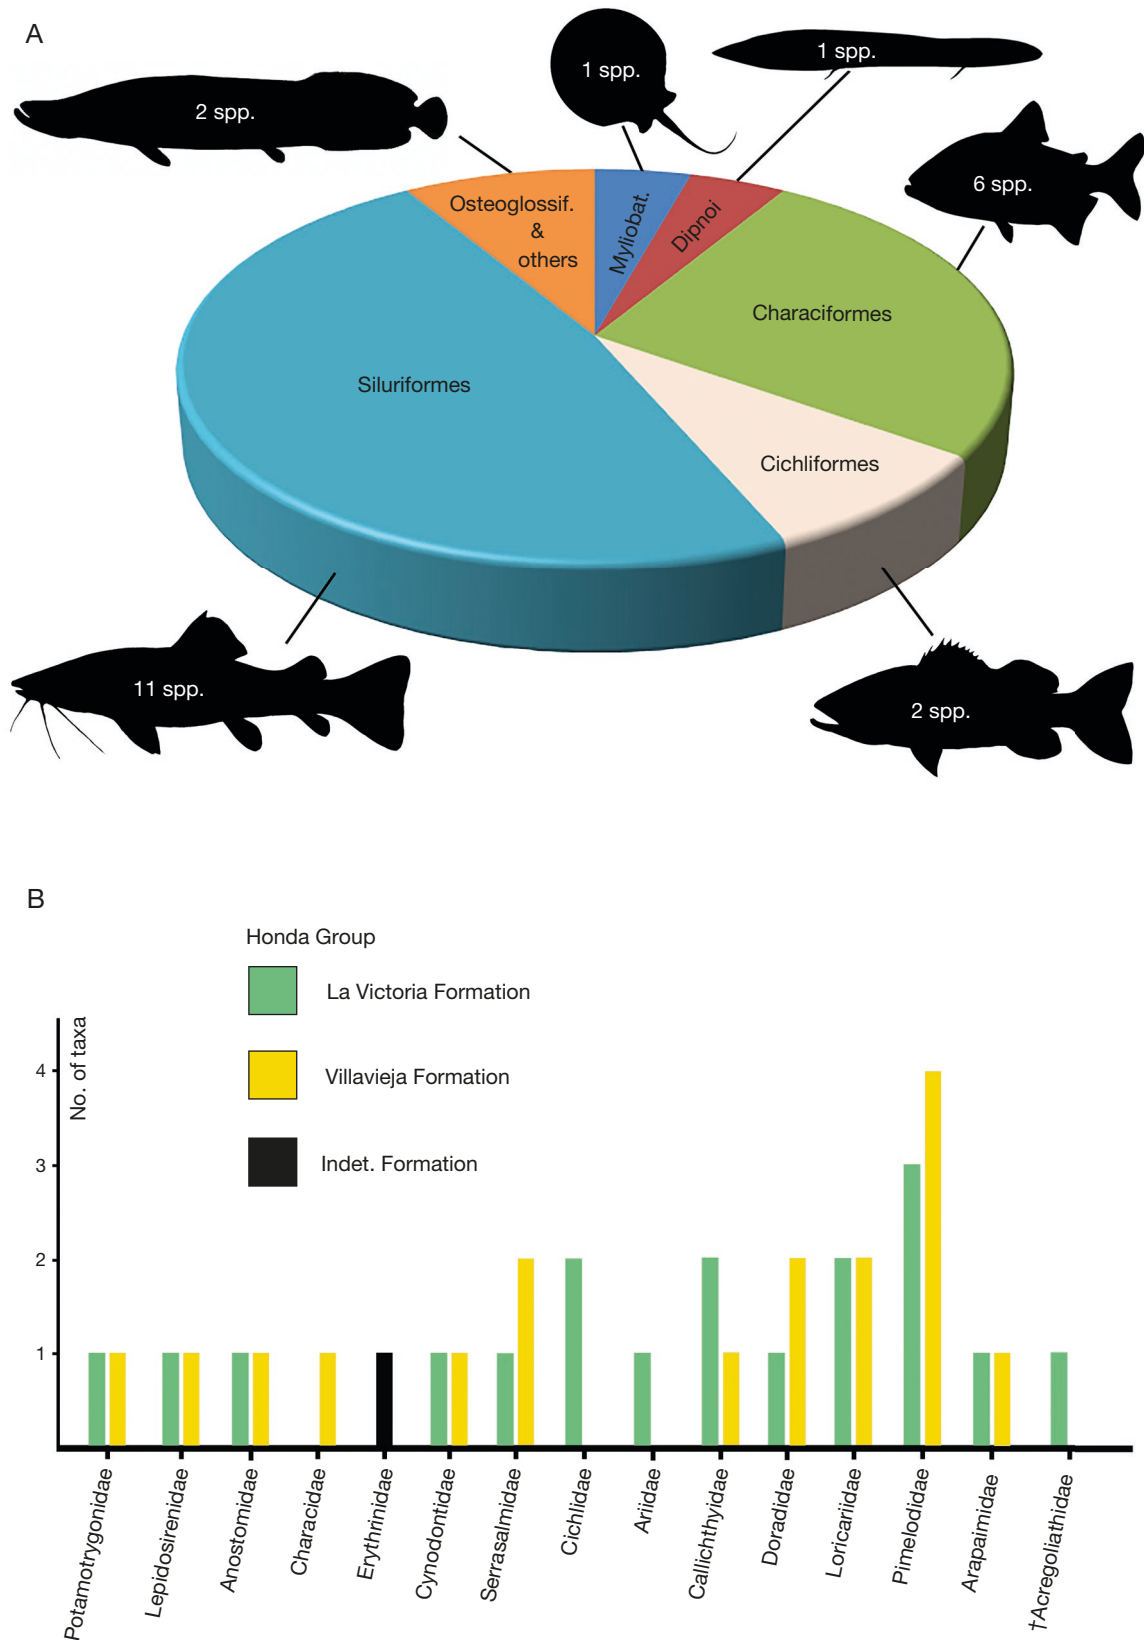 A
2 spp.
1 spp.
1 spp.
6 spp.
Osteoglossif.
&
others
Myliobat.
Dipnoi
Characiformes
Siluriformes
Cichliformes
11 spp.
2 spp.
B
Honda Group
La Victoria Formation
Villavieja Formation
Indet. Formation
No. of taxa
4
3
2
1
Potamotrygonidae
Lepidosirenidae
Anostomidae
Characidae
Erythrinidae
Cynodontidae
Serrasalmidae
Cichlidae
Ariidae
Callichthyidae
Doradidae
Loricariidae
Pimelodidae
Arapaimidae
†Acregoliathidae